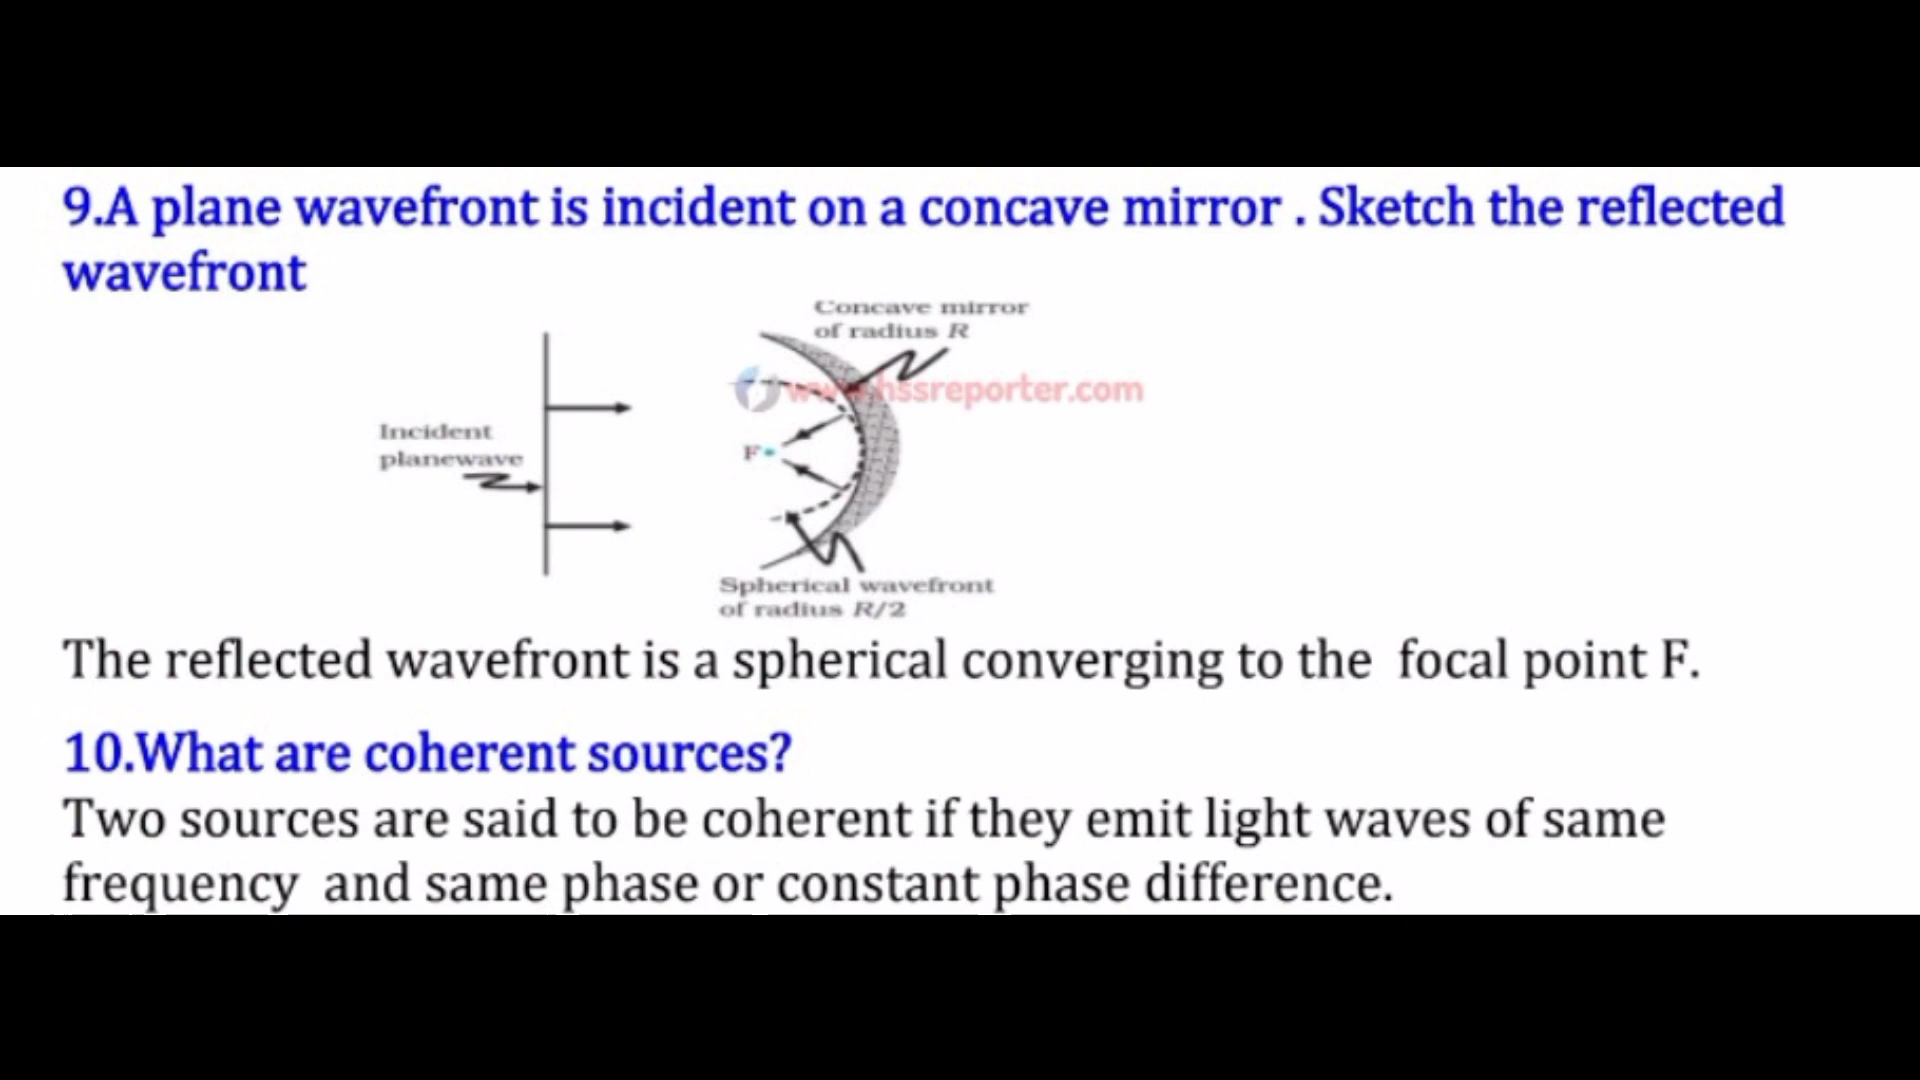 9.A plane wavefront is incident on a concave mirror . Sketch the reflected
wavefront
Concave mirror
of radius R
www.hssreporter.com
Incident
planewave
F
Spherical wavefront
of radius R/2
The reflected wavefront is a spherical converging to the focal point F.
10.What are coherent sources?
Two sources are said to be coherent if they emit light waves of same
frequency and same phase or constant phase difference.